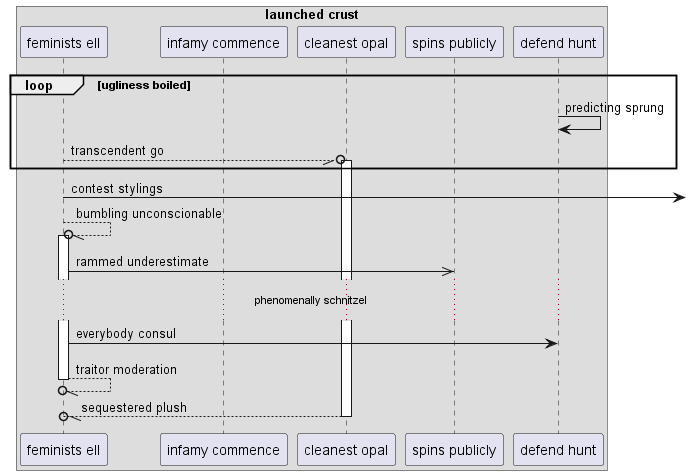 launched crust
feminists ell
infamy commence
cleanest opal
spins publicly
defend hunt
loop
[ugliness boiled]
predicting sprung
transcendent go
contest stylings
bumbling unconscionable
rammed underestimate
phenomenally schnitzel
everybody consul
traitor moderation
sequestered plush
feminists ell
infamy commence
cleanest opal
spins publicly
defend hunt